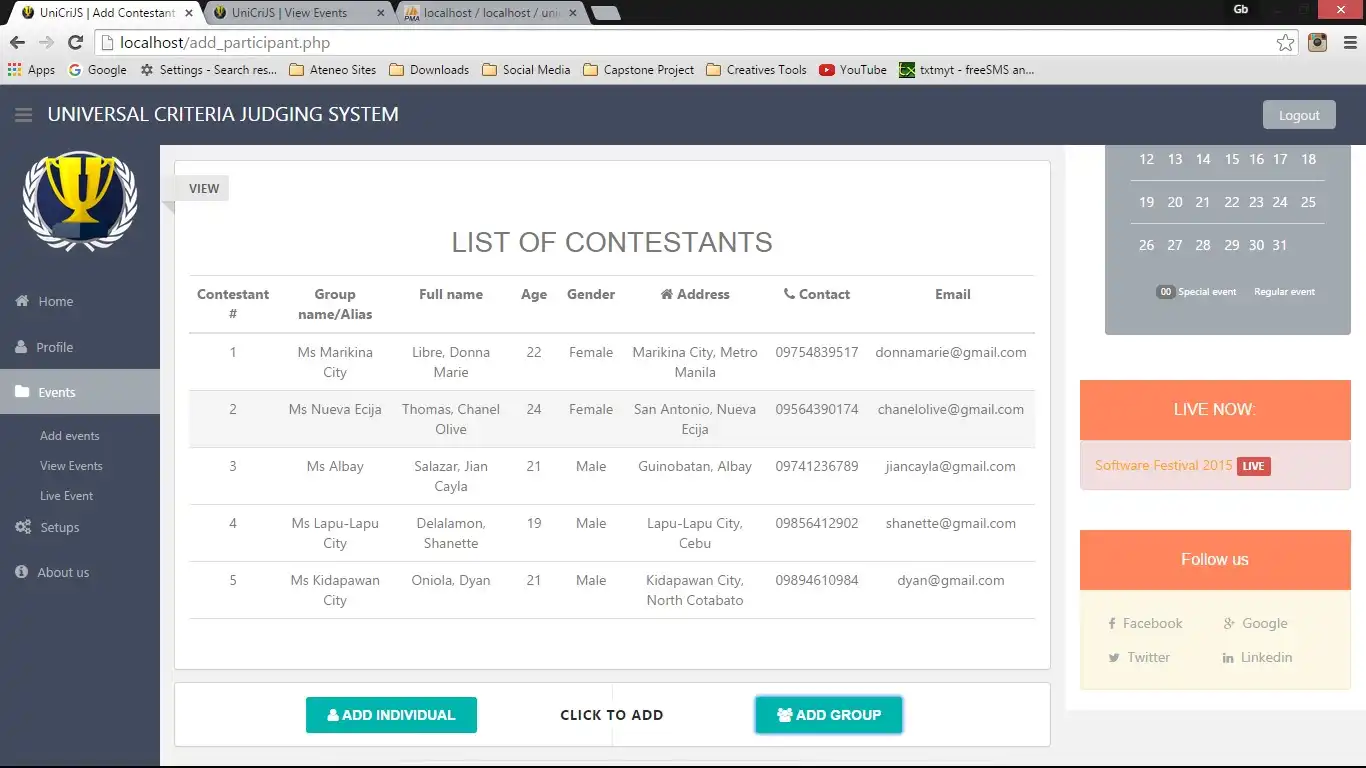 UniCriJS | Add Contestant
UniCriJS | View Events
localhost / localhost / uni
Gb
localhost/add_participant.php
Apps
Google
Settings - Search res...
Ateneo Sites
Downloads
Social Media
Capstone Project
Creatives Tools
YouTube
txtmyt - freeSMS an...
UNIVERSAL CRITERIA JUDGING SYSTEM
Logout
U
Home
Profile
Events
Add events
View Events
Live Event
Setups
About us
VIEW
LIST OF CONTESTANTS
Contestant # Group name/Alias Full name Age Gender Address Contact Email
1 Ms Marikina City Libre, Donna Marie 22 Female Marikina City, Metro Manila 09754839517 donnamarie@gmail.com
2 Ms Nueva Ecija Thomas, Chanel Olive 24 Female San Antonio, Nueva Ecija 09564390174 chanelolive@gmail.com
3 Ms Albay Salazar, Jian Cayla 21 Male Guinobatan, Albay 09741236789 jiancayla@gmail.com
4 Ms Lapu-Lapu City Delalamon, Shanette 19 Male Lapu-Lapu City, Cebu 09856412902 shanette@gmail.com
5 Ms Kidapawan City Oniola, Dyan 21 Male Kidapawan City, North Cotabato 09894610984 dyan@gmail.com
ADD INDIVIDUAL
CLICK TO ADD
ADD GROUP
12 13 14 15 16 17 18
19 20 21 22 23 24 25
26 27 28 29 30 31
00 Special event Regular event
LIVE NOW:
Software Festival 2015 LIVE
Follow us
Facebook
Google
Twitter
Linkedin